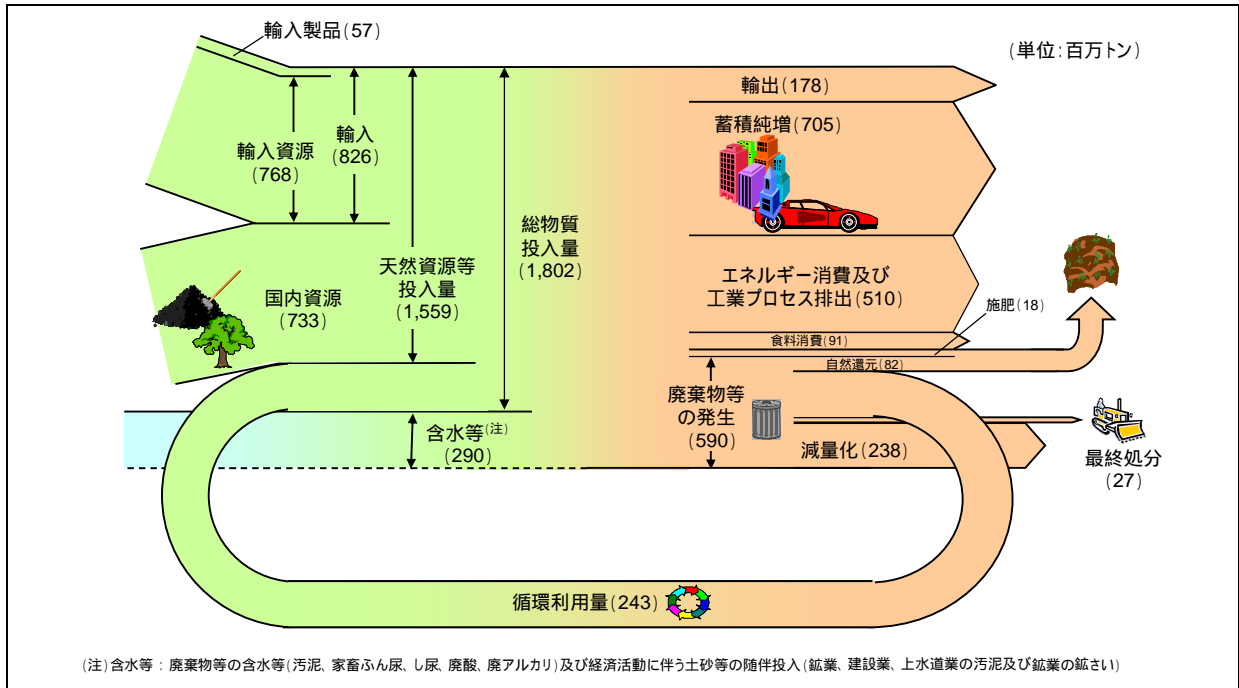 輸入製品(57)
(単位:百万トン)
輸出(178)
蓄積純増(705)
輸入資源
(768)
輸入
(826)
総物質
投入量
(1,802)
天然資源等
投入量
(1,559)
国内資源
(733)
エネルギー消費及び
工業プロセス排出(510)
施肥(18)
食料消費(91)
自然還元(82)
廃棄物等
の発生
(590)
含水等(注)
(290)
減量化(238)
最終処分
(27)
循環利用量(243)
(注)含水等:廃棄物等の含水等(汚泥、家畜ふん尿、し尿、廃酸、廃アルカリ)及び経済活動に伴う土砂等の随伴投入(鉱業、建設業、上水道業の汚泥及び鉱業の鉱さい)